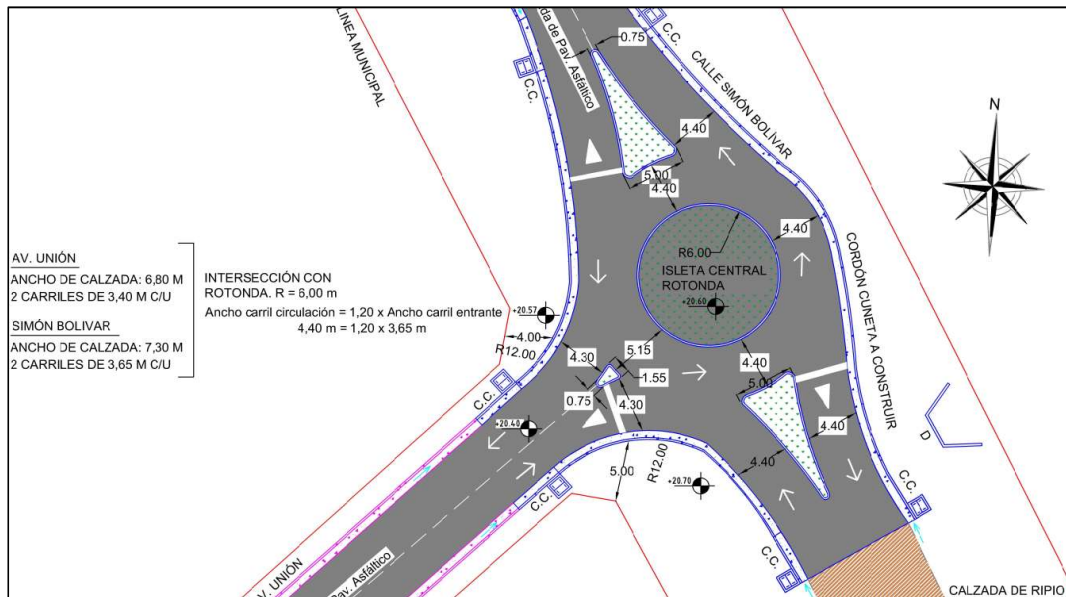 LINEA MUNICIPAL
da de Pav. Asfáltico
0.75
C.C.
C.C.
CALLE SIMÓN BOLÍVAR
4.40
5.00
4.40
4.40
N
R6.00
ISLETA CENTRAL
ROTONDA
+20.60
CORDÓN CUNETA A CONSTRUIR
AV. UNIÓN
ANCHO DE CALZADA: 6,80 M
2 CARRILES DE 3,40 M C/U
SIMÓN BOLIVAR
ANCHO DE CALZADA: 7,30 M
2 CARRILES DE 3,65 M C/U
INTERSECCIÓN CON
ROTONDA. R = 6,00 m
Ancho carril circulación = 1,20 x Ancho carril entrante
4,40 m = 1,20 x 3,65 m
+20.57
4.00
R12.00
4.30
5.15
1.55
0.75
4.30
4.40
5.00
4.40
4.40
C.C.
+20.40
5.00
R12.00
+20.70
D
C.C.
C.C.
C.C.
V. UNIÓN
Pav. Asfáltico
CALZADA DE RIPIO